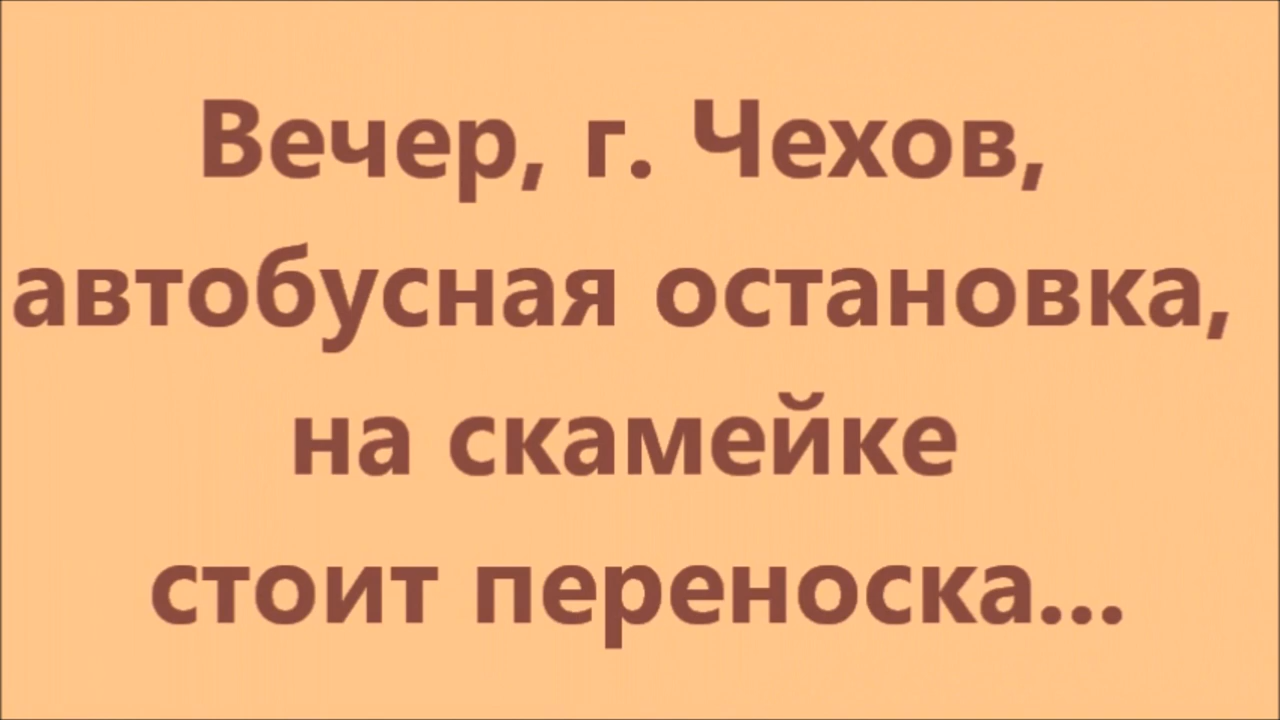 Вечер, г. Чехов,
автобусная остановка,
на скамейке
стоит переноска...